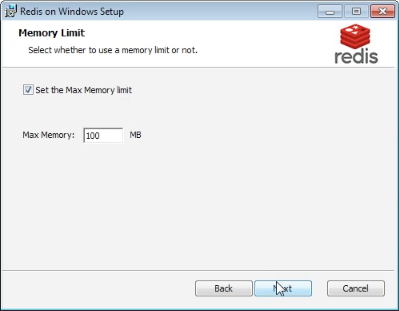 Redis on Windows Setup
Memory Limit
Select whether to use a memory limit or not.
redis
Set the Max Memory limit
Max Memory: 100 MB
Back Next Cancel